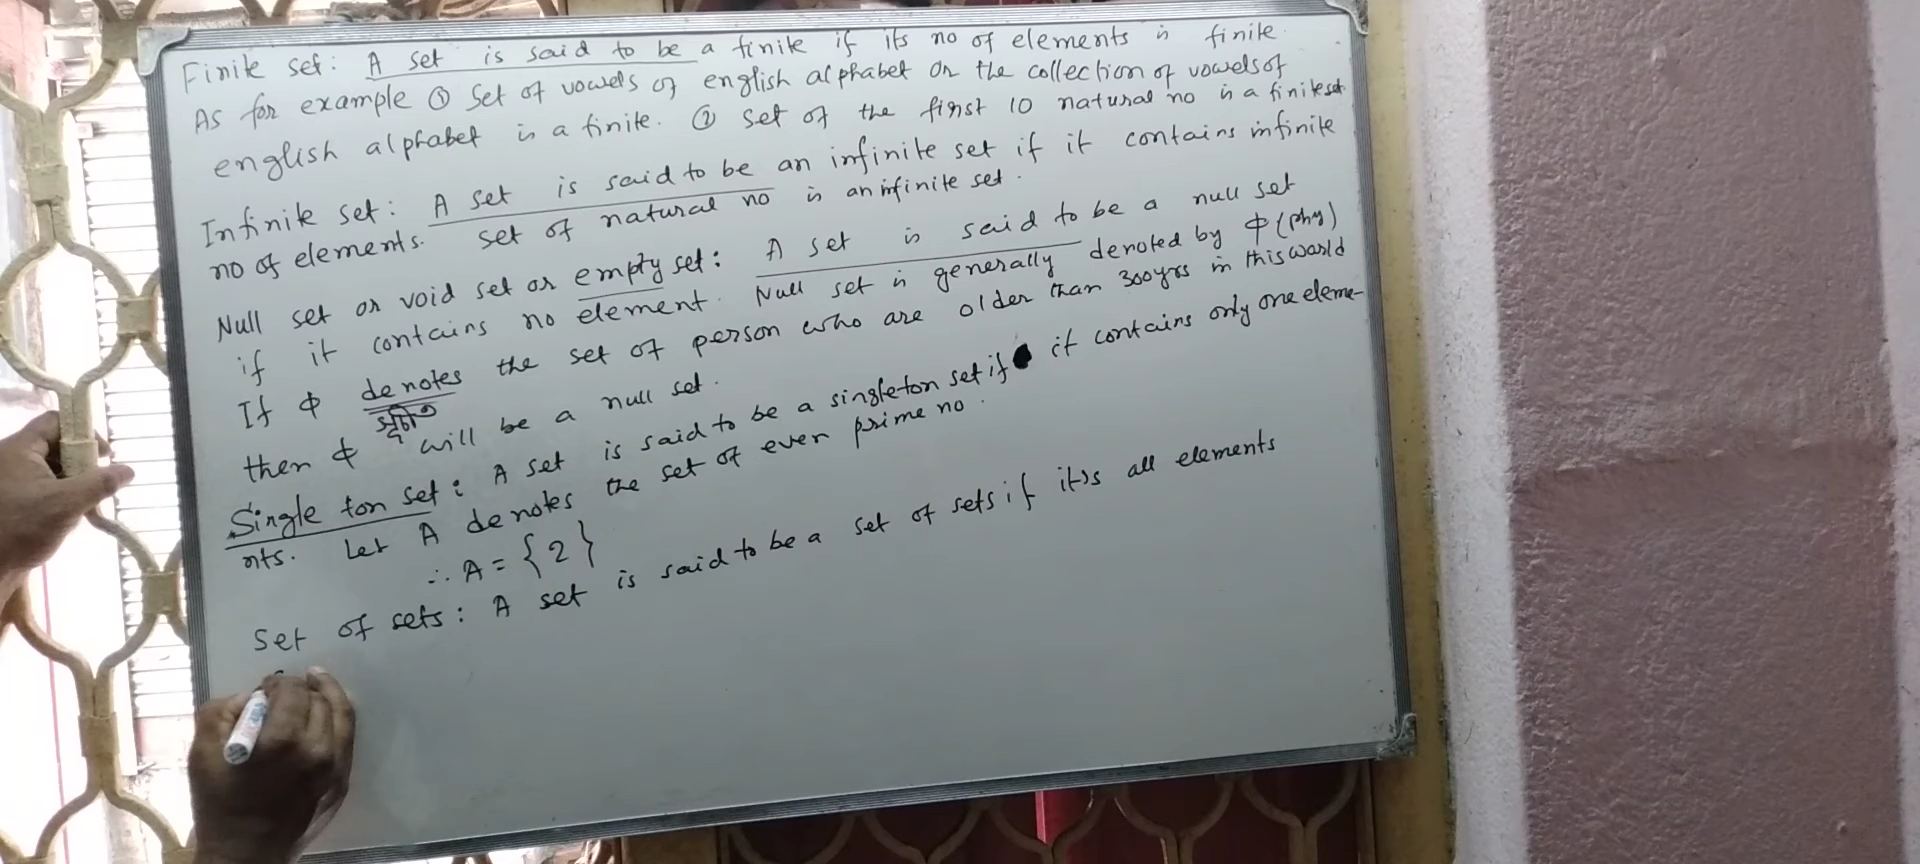 Finite set: A set is said to be a finite if its no of elements is finite.
As for example ① Set of vowels of english alphabet or the collection of vowels of
english alphabet is a finite. ② Set of the first 10 natural no is a finite set
Infinite set: A set is said to be an infinite set if it contains infinite
no of elements. set of natural no is an infinite set.
Null set or void set or empty set: A set is said to be a null set
if it contains no element. Null set is generally denoted by φ (phy)
If φ denotes the set of person who are older than 300yrs in this world
then φ will be a null set.
Single ton set: A set is said to be a singleton set if it contains only one eleme-
nts. Let A denotes the set of even prime no.
∴ A = {2}
Set of sets: A set is said to be a set of sets if it's all elements